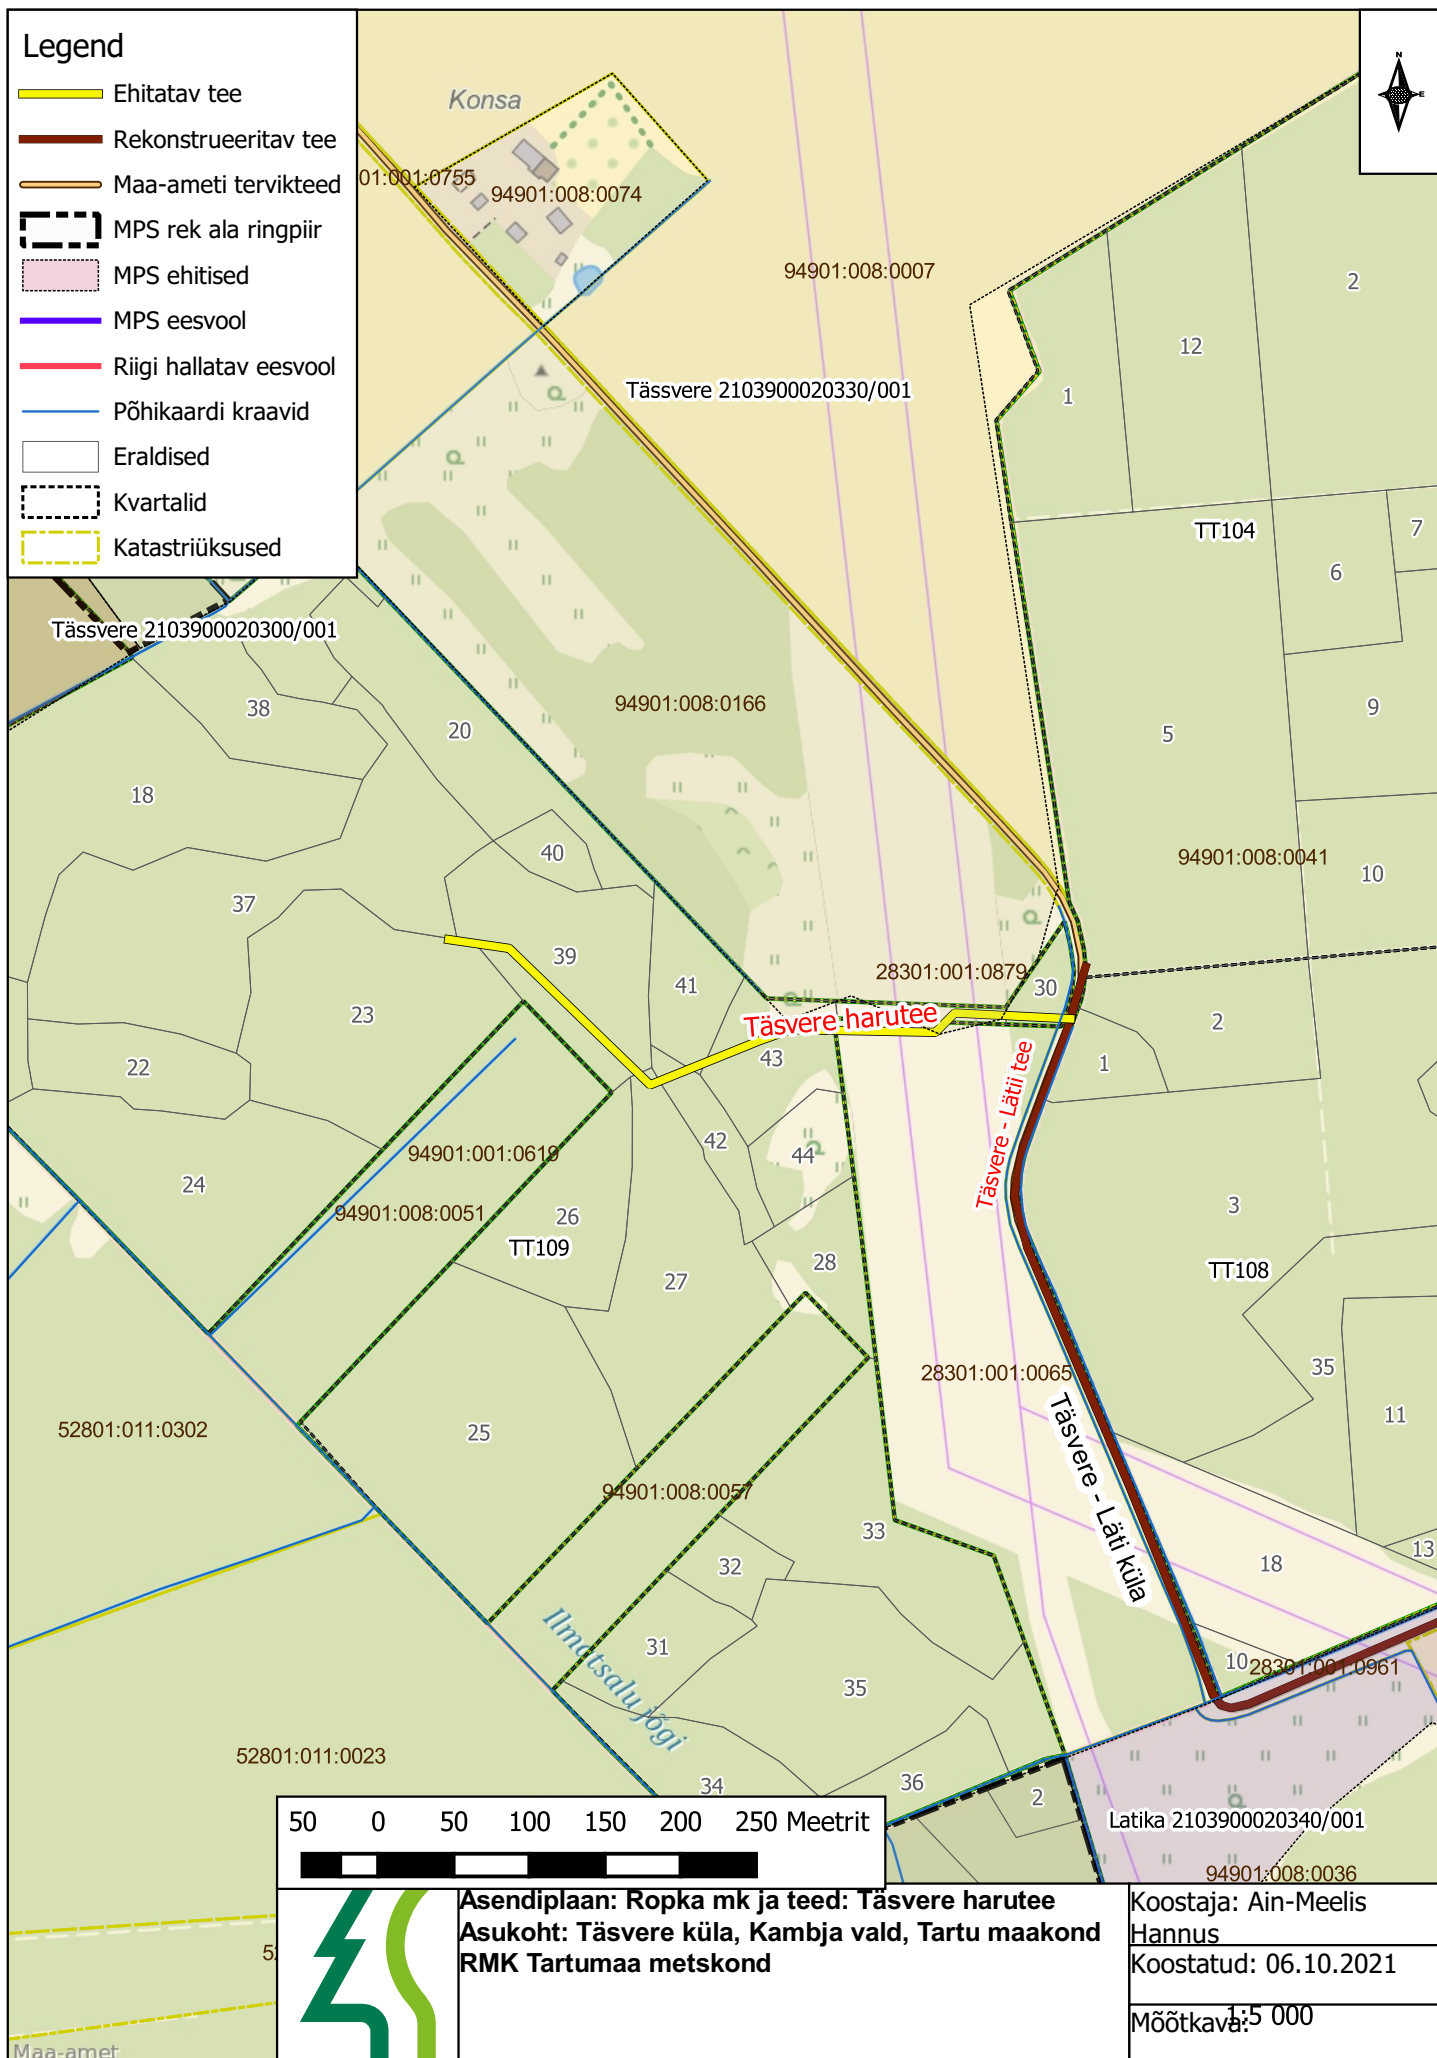 Legend
Ehitatav tee
Rekonstrueeritav tee
Maa-ameti tervikteed
MPS rek ala ringpiir
MPS ehitised
MPS eesvool
Riigi hallatav eesvool
Põhikaardi kraavid
Eraldised
Kvartalid
Katastriüksused
N
E
Konsa
01:001:0755
94901:008:0074
94901:008:0007
2
12
1
Tässvere 2103900020330/001
TT104
7
6
Tässvere 2103900020300/001
94901:008:0166
38
20
9
5
18
40
94901:008:0041
10
37
39
41
28301:001:0879
30
23
Täsvere harutee
2
43
1
22
Täsvere - Lätii tee
42
94901:001:0619
44
24
94901:008:0051
26
3
TT109
28
TT108
27
28301:001:0065
35
52801:011:0302
25
11
Täsvere - Läti küla
94901:008:0057
33
13
32
18
Ilmatsalu jõgi
31
10
28301:001:0961
35
52801:011:0023
34
36
2
Latika 2103900020340/001
94901:008:0036
50 0 50 100 150 200 250 Meetrit
Asendiplaan: Ropka mk ja teed: Täsvere harutee
Asukoht: Täsvere küla, Kambja vald, Tartu maakond
RMK Tartumaa metskond
Koostaja: Ain-Meelis
Hannus
Koostatud: 06.10.2021
Mõõtkava: 1:5 000
Maa-amet